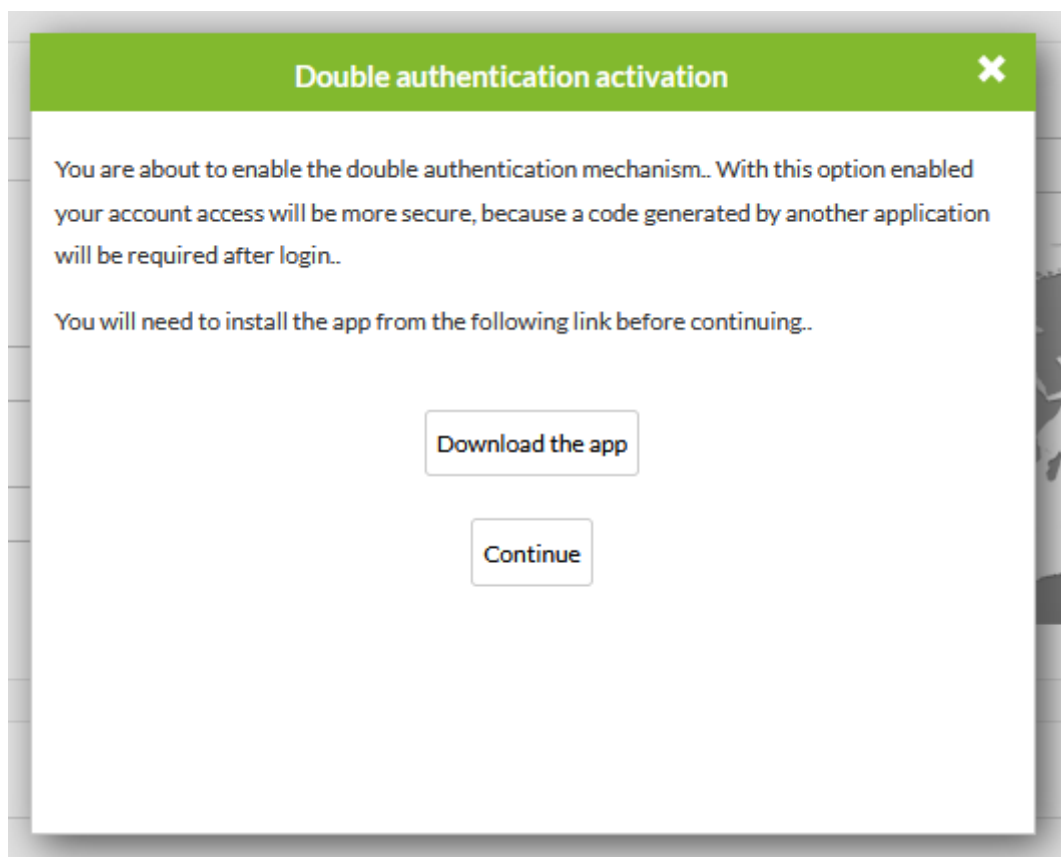 Double authentication activation
You are about to enable the double authentication mechanism.. With this option enabled
your account access will be more secure, because a code generated by another application
will be required after login..
You will need to install the app from the following link before continuing..
Download the app
Continue